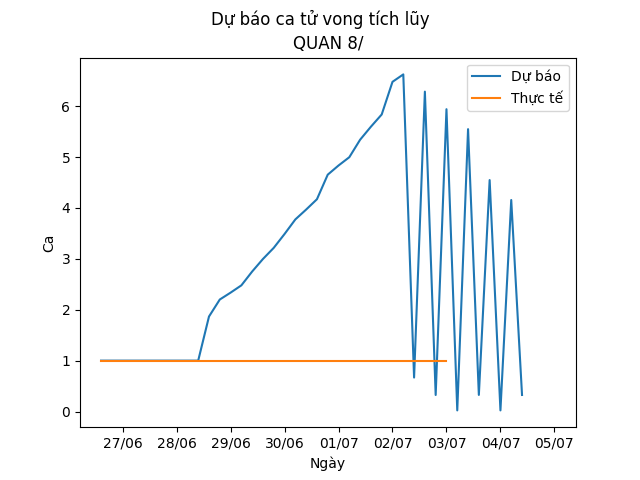 Dự báo ca tử vong tích lũy
QUAN 8/
Dự báo
Thực tế
Ca
6
5
4
3
2
1
0
27/06 28/06 29/06 30/06 01/07 02/07 03/07 04/07 05/07
Ngày